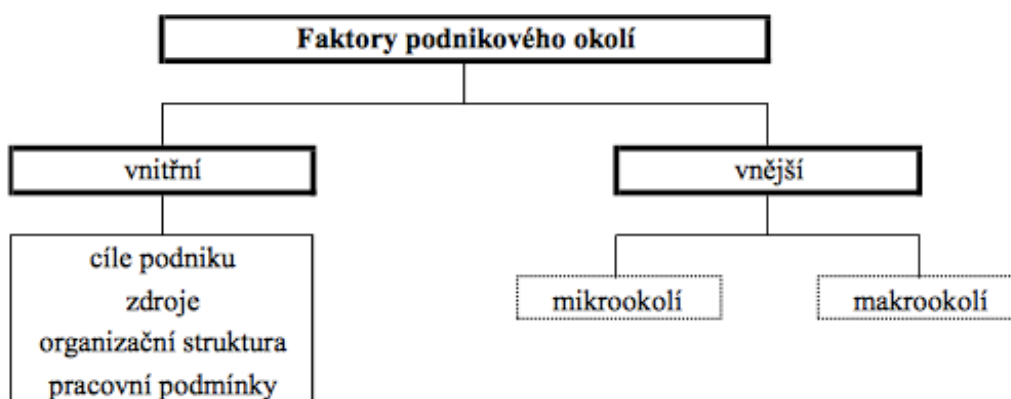 Faktory podnikového okolí
vnitřní
vnější
cíle podniku
zdroje
organizační struktura
pracovní podmínky
mikrookolí
makrookolí